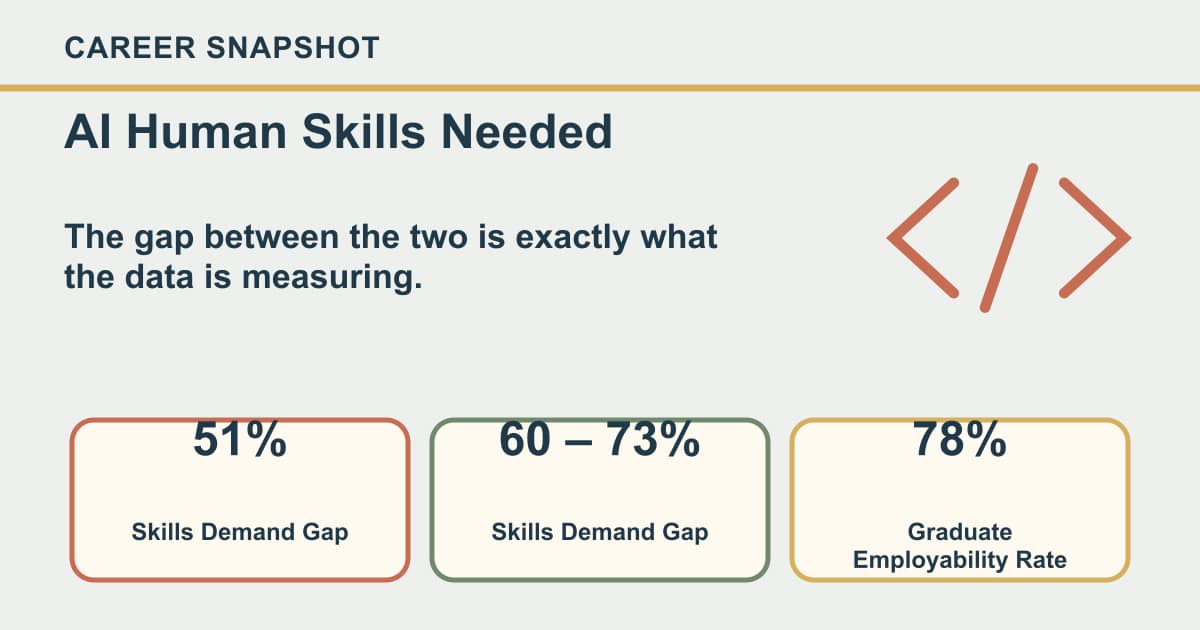 CAREER SNAPSHOT
AI Human Skills Needed
The gap between the two is exactly what
the data is measuring.
51%
Skills Demand Gap
60 – 73%
Skills Demand Gap
78%
Graduate
Employability Rate